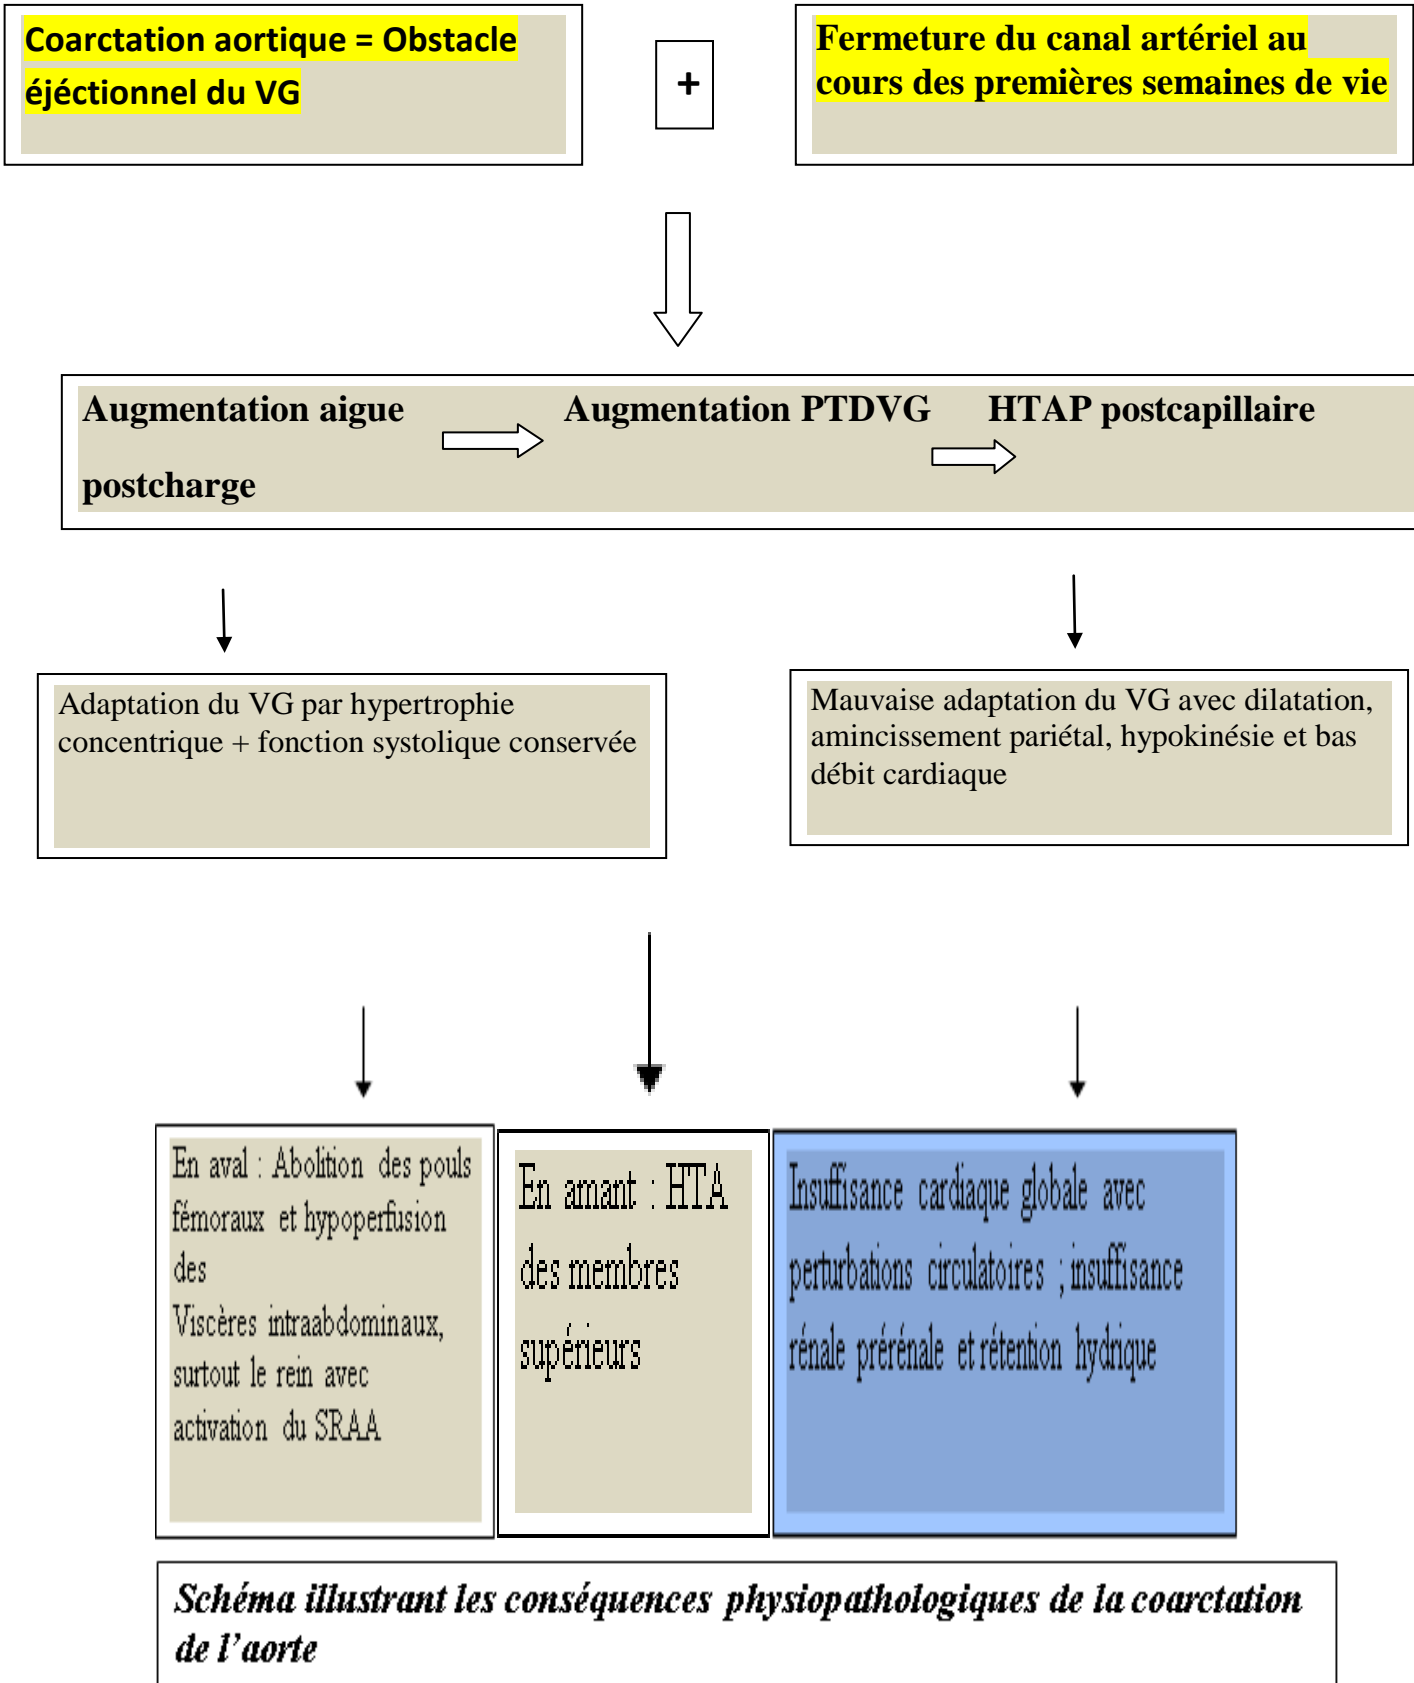 Coarctation aortique = Obstacle
éjéctionnel du VG
+
Fermeture du canal artériel au
cours des premières semaines de vie
Augmentation aigue
postcharge
Augmentation PTDVG
HTAP postcapillaire
Adaptation du VG par hypertrophie
concentrique + fonction systolique conservée
Mauvaise adaptation du VG avec dilatation,
amincissement pariétal, hypokinésie et bas
débit cardiaque
En aval : Abolition des pouls
fémoraux et hypoperfusion
des
Viscères intraabdominaux,
surtout le rein avec
activation du SRAA
En amant : HTA
des membres
supérieurs
Insuffisance cardiaque globale avec
perturbations circulatoires ; insuffisance
rénale prérénale et rétention hydrique
Schéma illustrant les conséquences physiopathologiques de la coarctation
de l'aorte